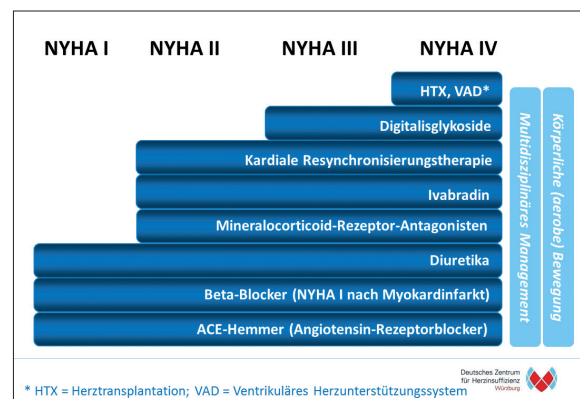 NYHA I NYHA II NYHA III NYHA IV
HTX, VAD*
Digitalisglykoside
Kardiale Resynchronisierungstherapie
Ivabradin
Mineralocorticoid-Rezeptor-Antagonisten
Diuretika
Beta-Blocker (NYHA I nach Myokardinfarkt)
ACE-Hemmer (Angiotensin-Rezeptorblocker)
Multidisziplinäres Management
Körperliche (aerobe) Bewegung
Deutsches Zentrum
für Herzinsuffizienz
Würzburg
* HTX = Herztransplantation; VAD = Ventrikuläres Herzunterstützungssystem